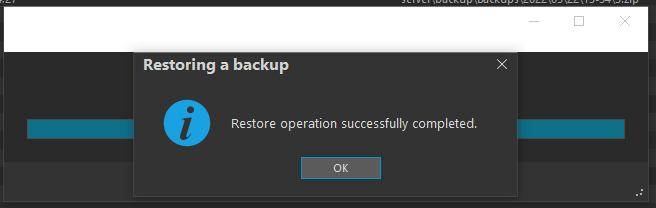 Restoring a backup
Restore operation successfully completed.
OK